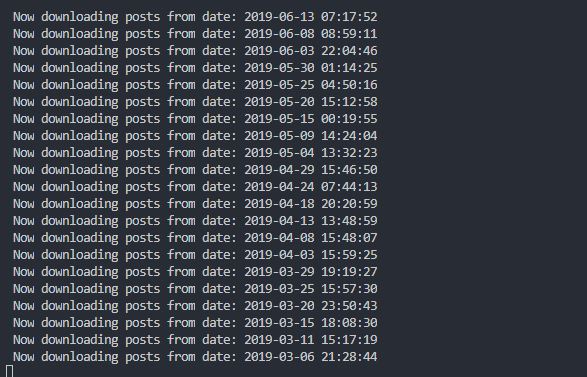 Now downloading posts from date: 2019-06-13 07:17:52
Now downloading posts from date: 2019-06-08 08:59:11
Now downloading posts from date: 2019-06-03 22:04:46
Now downloading posts from date: 2019-05-30 01:14:25
Now downloading posts from date: 2019-05-25 04:50:16
Now downloading posts from date: 2019-05-20 15:12:58
Now downloading posts from date: 2019-05-15 00:19:55
Now downloading posts from date: 2019-05-09 14:24:04
Now downloading posts from date: 2019-05-04 13:32:23
Now downloading posts from date: 2019-04-29 15:46:50
Now downloading posts from date: 2019-04-24 07:44:13
Now downloading posts from date: 2019-04-18 20:20:59
Now downloading posts from date: 2019-04-13 13:48:59
Now downloading posts from date: 2019-04-08 15:48:07
Now downloading posts from date: 2019-04-03 15:59:25
Now downloading posts from date: 2019-03-29 19:19:27
Now downloading posts from date: 2019-03-25 15:57:30
Now downloading posts from date: 2019-03-20 23:50:43
Now downloading posts from date: 2019-03-15 18:08:30
Now downloading posts from date: 2019-03-11 15:17:19
Now downloading posts from date: 2019-03-06 21:28:44